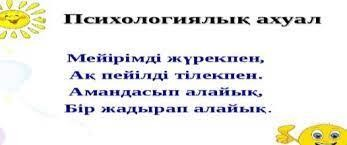 Психологиялық ахуал
Мейірімді жүрекпен,
Ақ пейілді тілекпен.
Амандасып алайық,
Бір жадырап алайық.